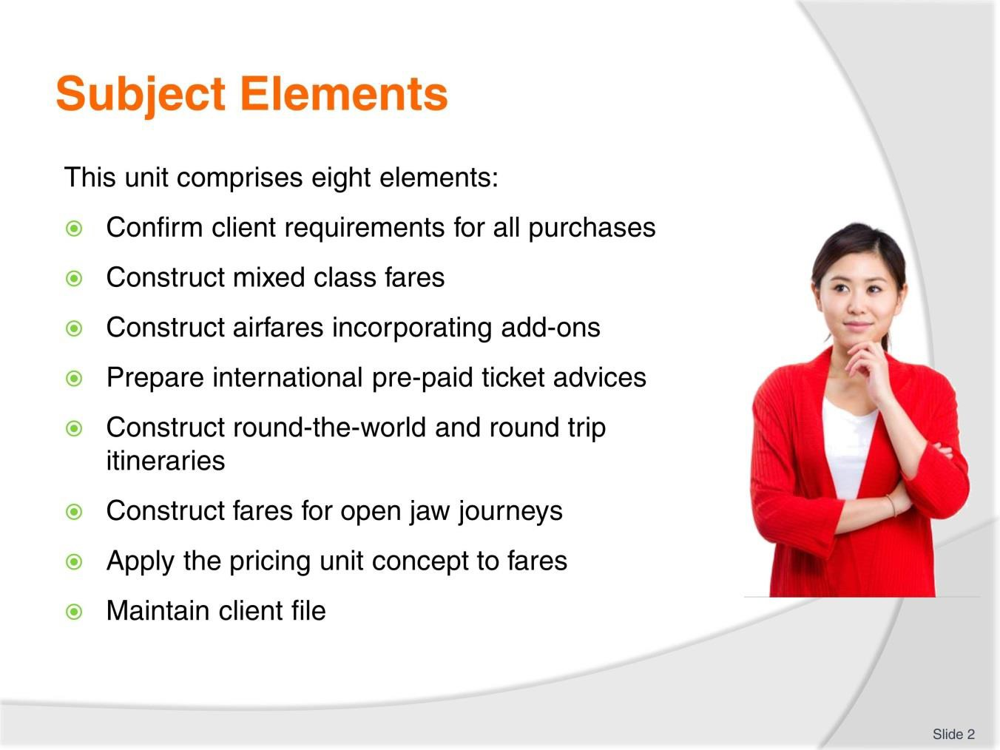 Subject Elements
This unit comprises eight elements:
Confirm client requirements for all purchases
Construct mixed class fares
Construct airfares incorporating add-ons
Prepare international pre-paid ticket advices
Construct round-the-world and round trip
itineraries
Construct fares for open jaw journeys
Apply the pricing unit concept to fares
Maintain client file
Slide 2